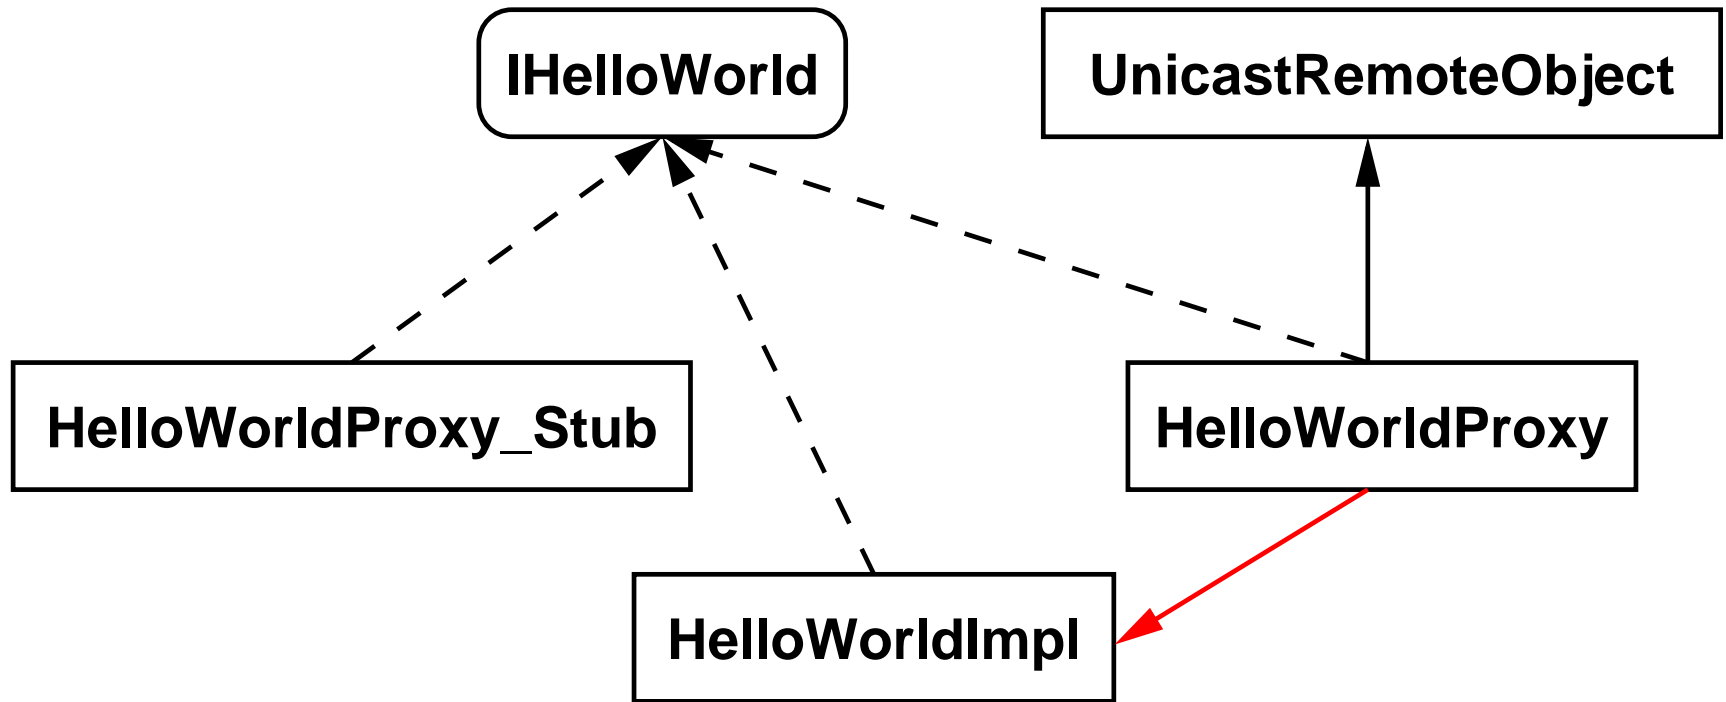 IHelloWorld
UnicastRemoteObject
HelloWorldProxy_Stub
HelloWorldProxy
HelloWorldImpl